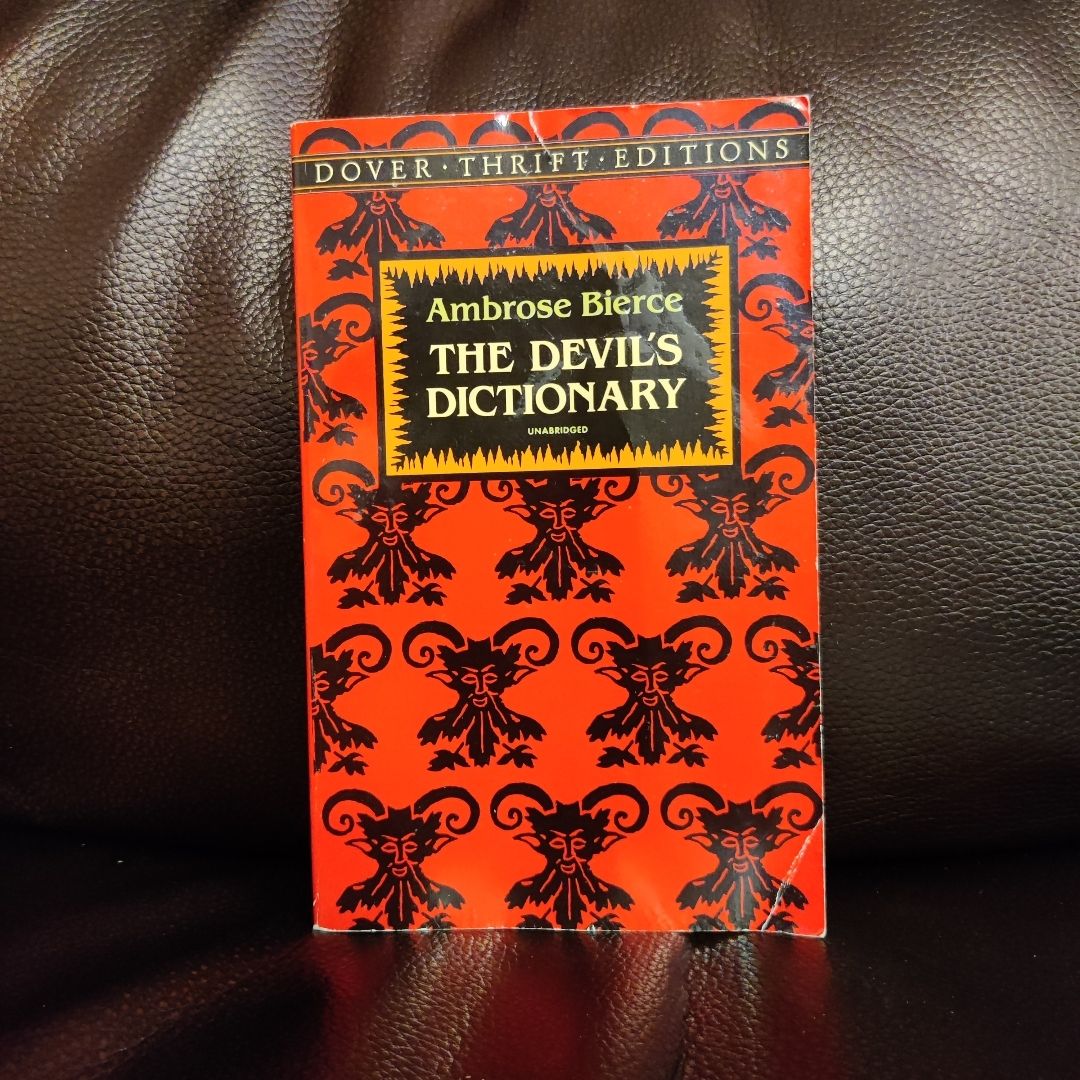 DOVER · THRIFT · EDITIONS
Ambrose Bierce
THE DEVIL'S
DICTIONARY
UNABRIDGED